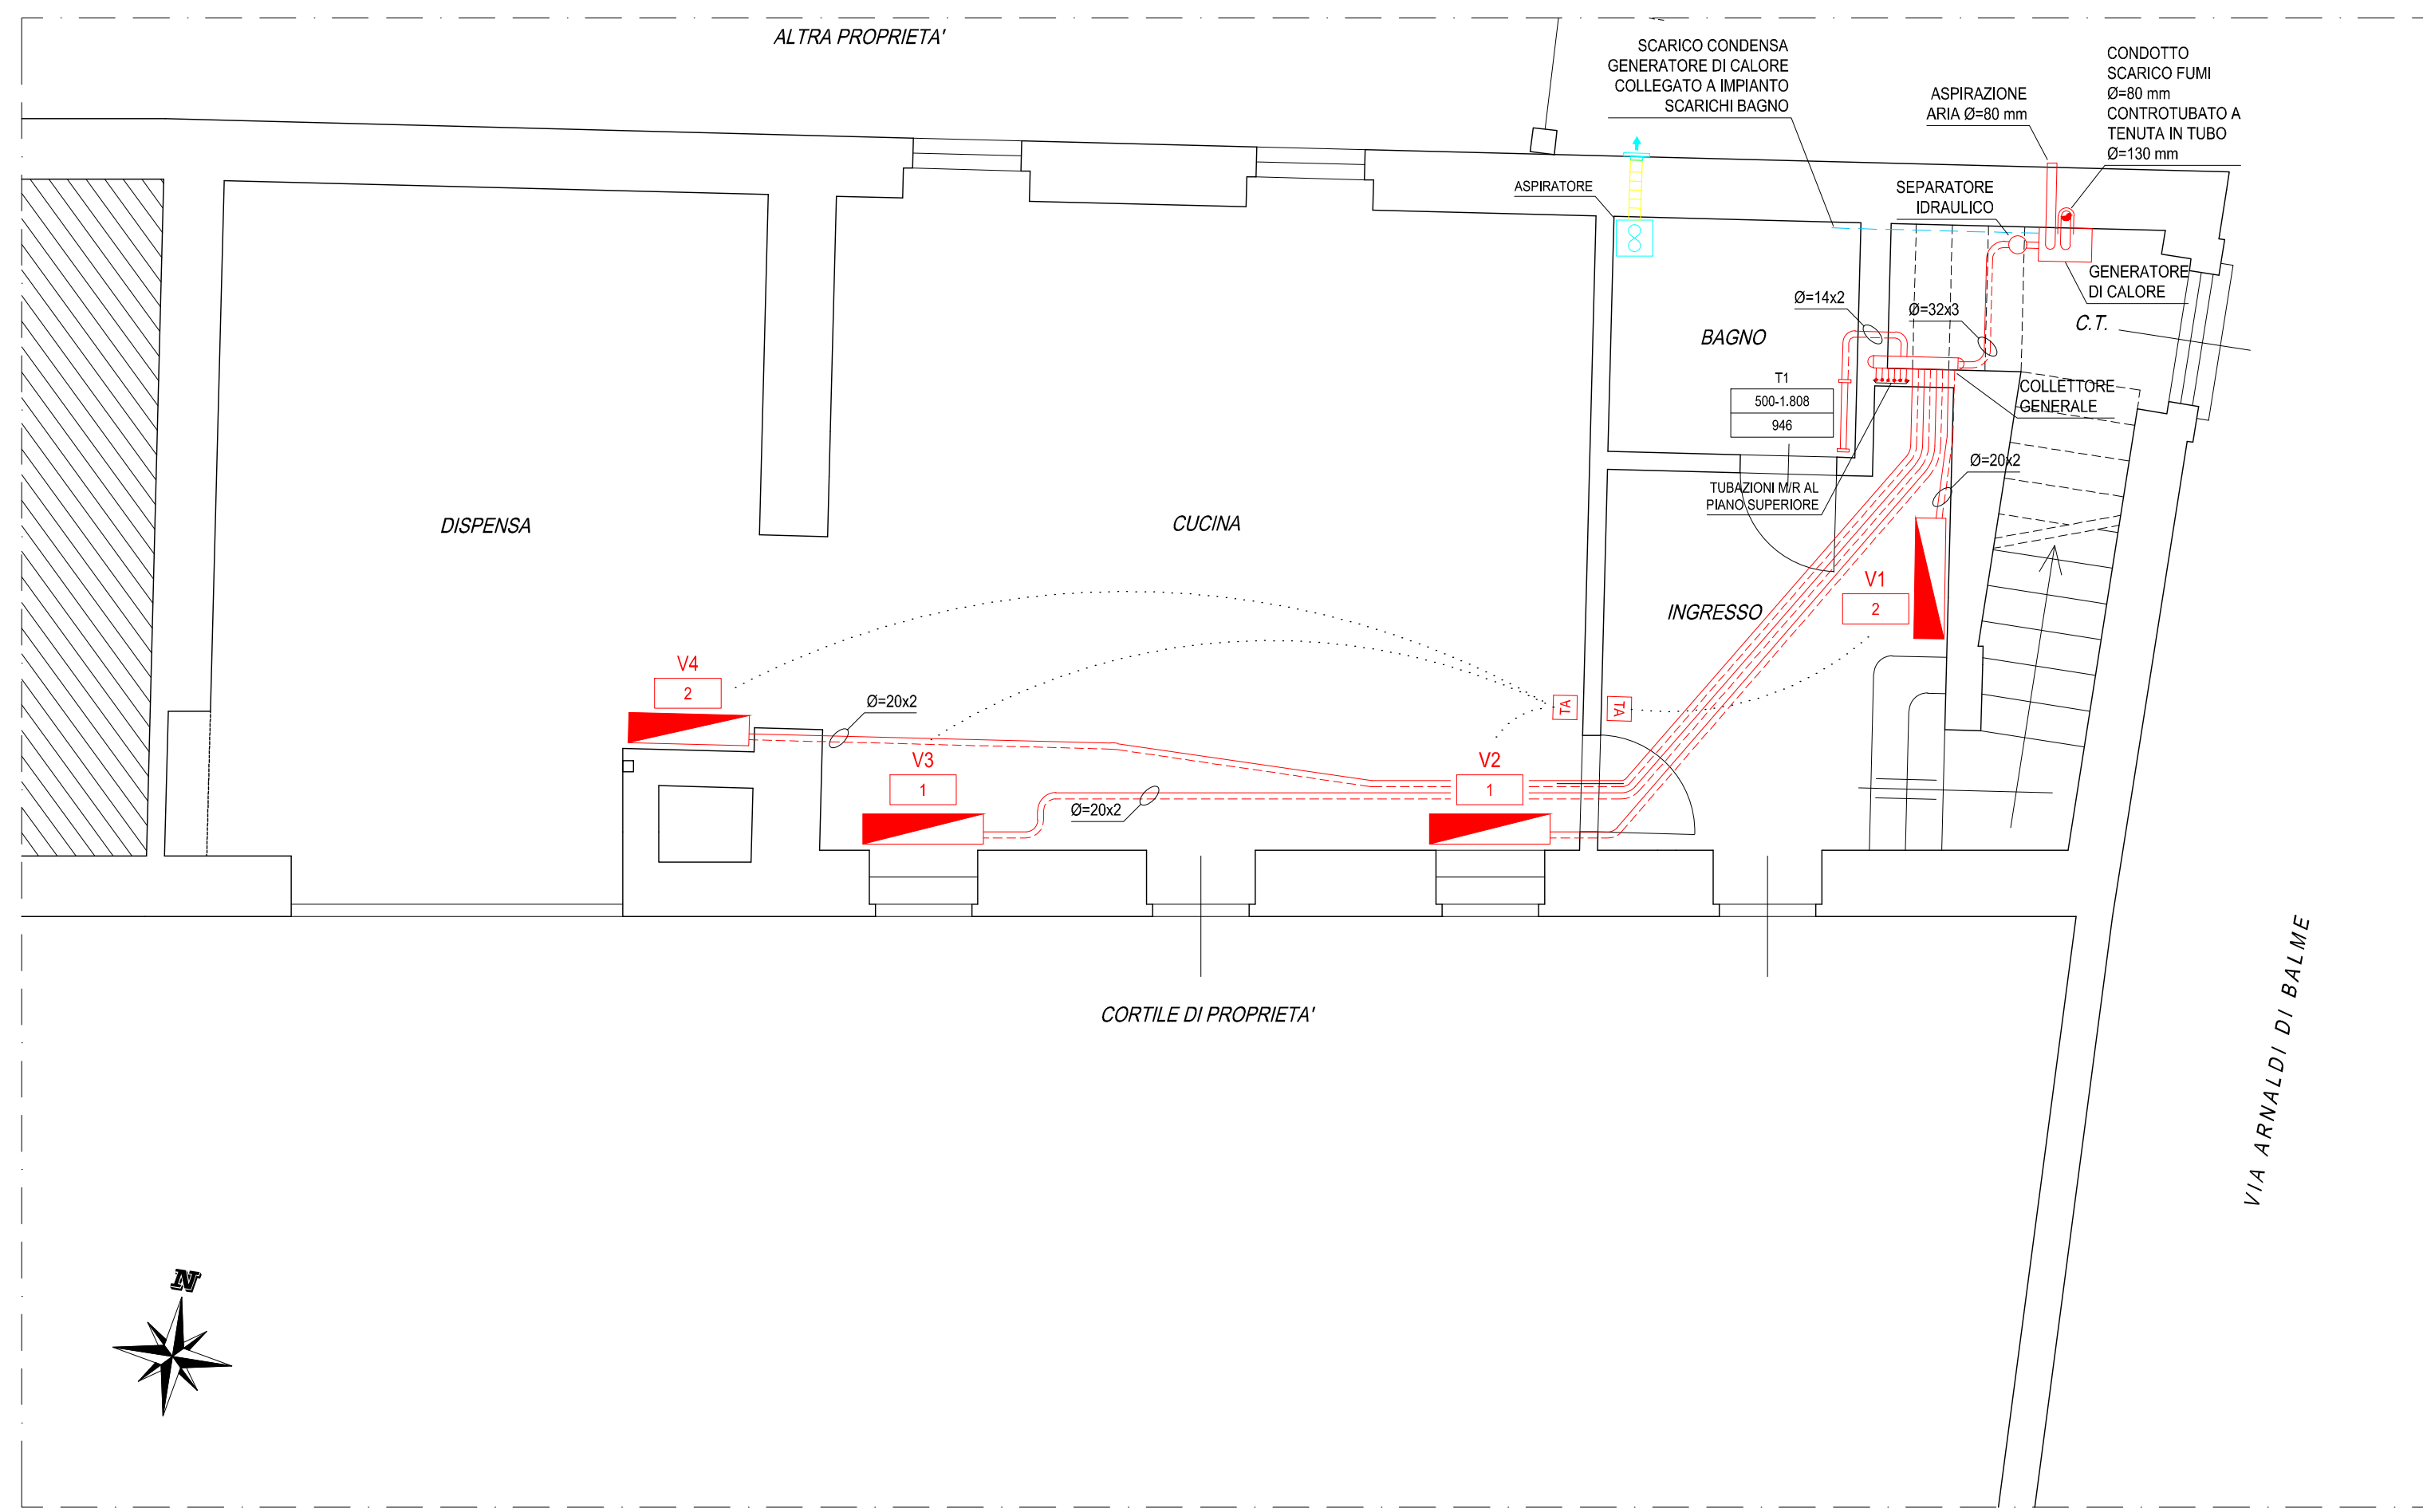 ALTRA PROPRIETA'
SCARICO CONDENSA
GENERATORE DI CALORE
COLLEGATO A IMPIANTO
SCARICHI BAGNO
ASPIRAZIONE
ARIA Ø=80 mm
CONDOTTO
SCARICO FUMI
Ø=80 mm
CONTROTUBATO A
TENUTA IN TUBO
Ø=130 mm
ASPIRATORE
SEPARATORE
IDRAULICO
GENERATORE
DI CALORE
C.T.
Ø=14x2
Ø=32x3
BAGNO
T1
500-1.808
946
COLLETTORE
GENERALE
Ø=20x2
TUBAZIONI M/R AL
PIANO SUPERIORE
DISPENSA
CUCINA
INGRESSO
V1
2
V4
2
Ø=20x2
TA
TA
V3
1
Ø=20x2
V2
1
CORTILE DI PROPRIETA'
VIA ARNALDI DI BALME
N